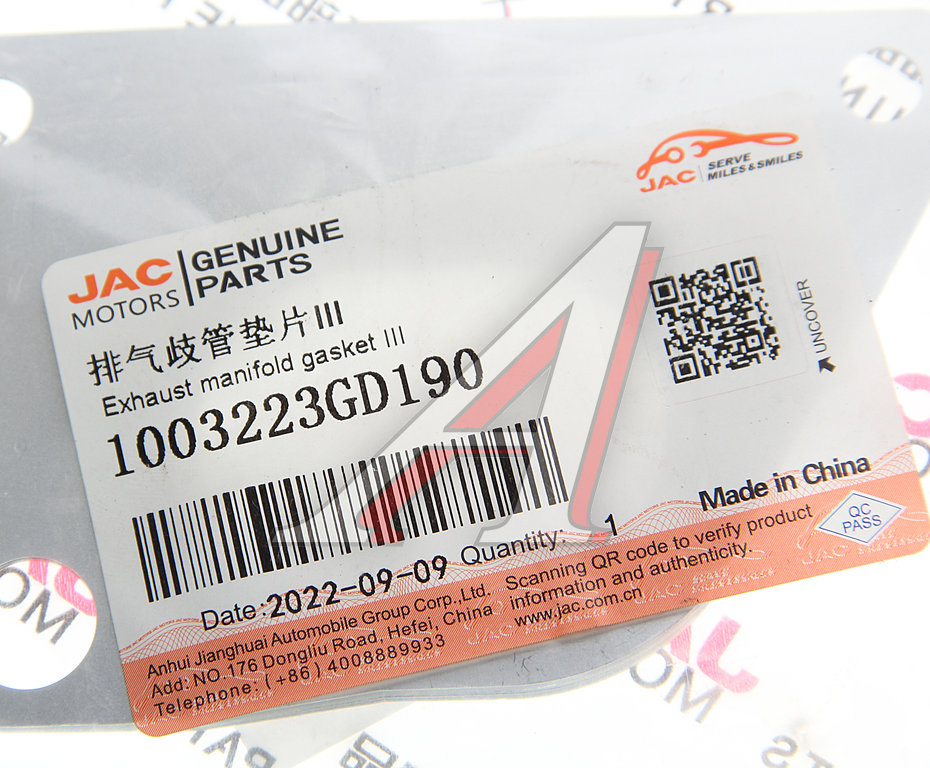 JAC
SERVE
MILES & SMILES
JAC
MOTORS
GENUINE
PARTS
排气歧管垫片III
Exhaust manifold gasket III
1003223GD190
UNCOVER
Made in China
QC
PASS
Date:2022-09-09 Quantity: 1
Anhui Jianghuai Automobile Group Corp.,Ltd.
Add: NO.176 Dongliu Road, Hefei, China
Telephone: (+86) 4008889933
Scanning QR code to verify product
information and authenticity.
www.jac.com.cn